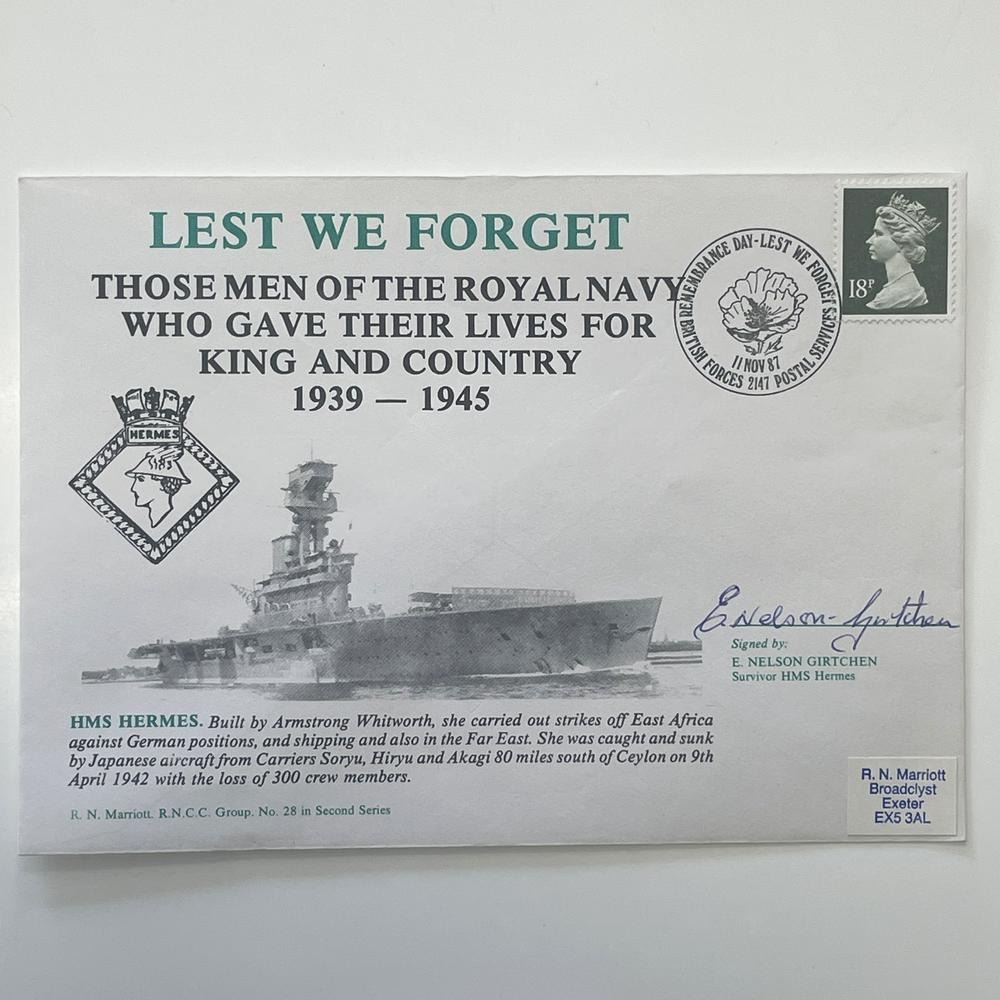 LEST WE FORGET
THOSE MEN OF THE ROYAL NAVY
WHO GAVE THEIR LIVES FOR
KING AND COUNTRY
1939 — 1945
REMEMBRANCE DAY-LEST WE FORGET
11 NOV 87
BRITISH FORCES 2147 POSTAL SERVICES
18P
HERMES
E. Nelson-Girtchen
Signed by:
E. NELSON GIRTCHEN
Survivor HMS Hermes
HMS HERMES. Built by Armstrong Whitworth, she carried out strikes off East Africa
against German positions, and shipping and also in the Far East. She was caught and sunk
by Japanese aircraft from Carriers Soryu, Hiryu and Akagi 80 miles south of Ceylon on 9th
April 1942 with the loss of 300 crew members.
R. N. Marriott. R.N.C.C. Group. No. 28 in Second Series
R. N. Marriott
Broadclyst
Exeter
EX5 3AL